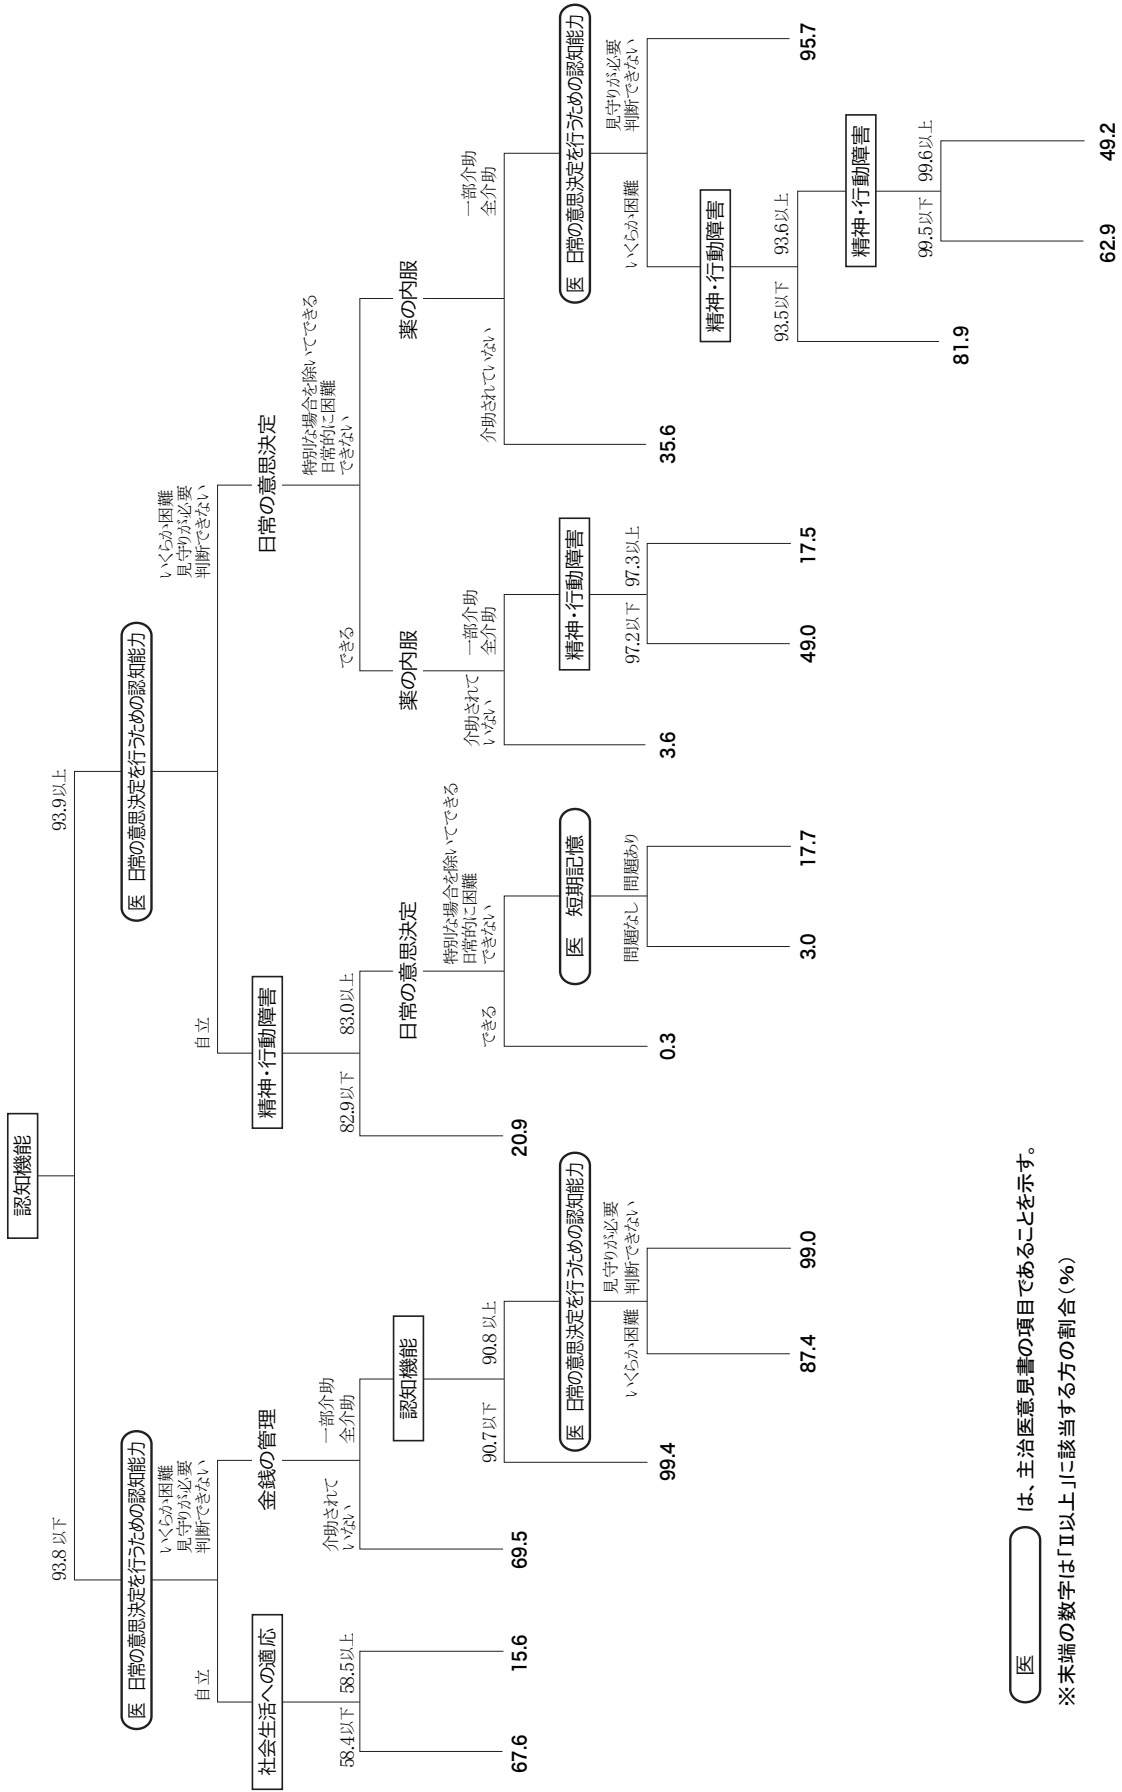 認知機能
93.8 以下
93.9以上
医 日常の意思決定を行うための認知能力
医 日常の意思決定を行うための認知能力
自立
いくらか困難
見守りが必要
判断できない
自立
いくらか困難
見守りが必要
判断できない
社会生活への適応
金銭の管理
精神・行動障害
日常の意思決定
58.4以下
58.5以上
介助されて
いない
一部介助
全介助
82.9以下
83.0以上
できる
特別な場合を除いてできる
日常的に困難
できない
認知機能
日常の意思決定
薬の内服
薬の内服
67.6
15.6
69.5
90.7以下
90.8 以上
20.9
できる
特別な場合を除いてできる
日常的に困難
できない
介助されて
いない
一部介助
全介助
介助されていない
一部介助
全介助
医 日常の意思決定を行うための認知能力
医 短期記憶
精神・行動障害
医 日常の意思決定を行うための認知能力
99.4
いくらか困難
見守りが必要
判断できない
0.3
問題なし
問題あり
3.6
97.2以下
97.3以上
35.6
いくらか困難
見守りが必要
判断できない
精神・行動障害
87.4
99.0
3.0
17.7
49.0
17.5
93.5以下
93.6以上
95.7
精神・行動障害
81.9
99.5以下
99.6以上
62.9
49.2
医 は、主治医意見書の項目であることを示す。
※末端の数字は「Ⅱ以上」に該当する方の割合（%）